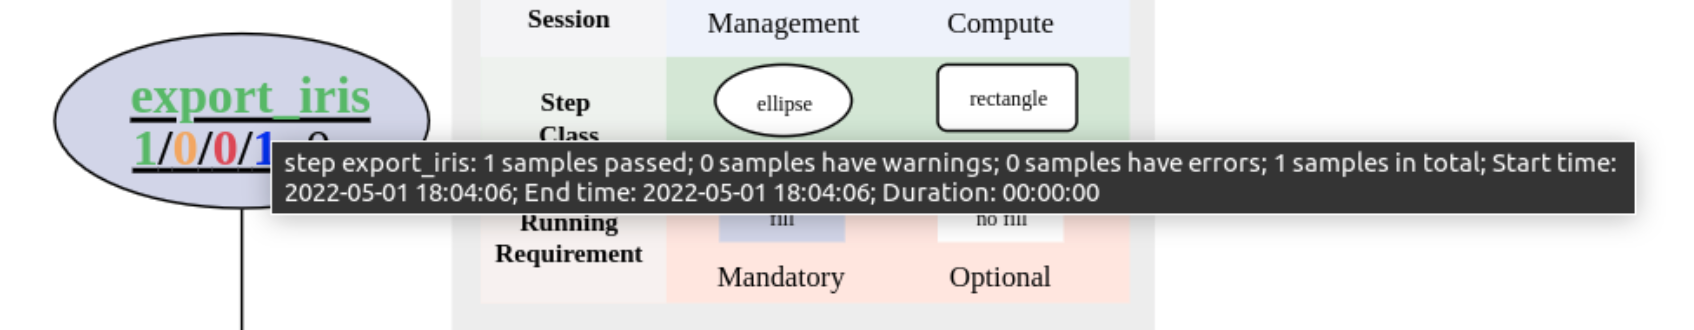 Session Management Compute
export_iris
Step ellipse rectangle
Class
1/0/0/1
step export_iris: 1 samples passed; 0 samples have warnings; 0 samples have errors; 1 samples in total; Start time:
2022-05-01 18:04:06; End time: 2022-05-01 18:04:06; Duration: 00:00:00
Running fill no fill
Requirement
Mandatory Optional